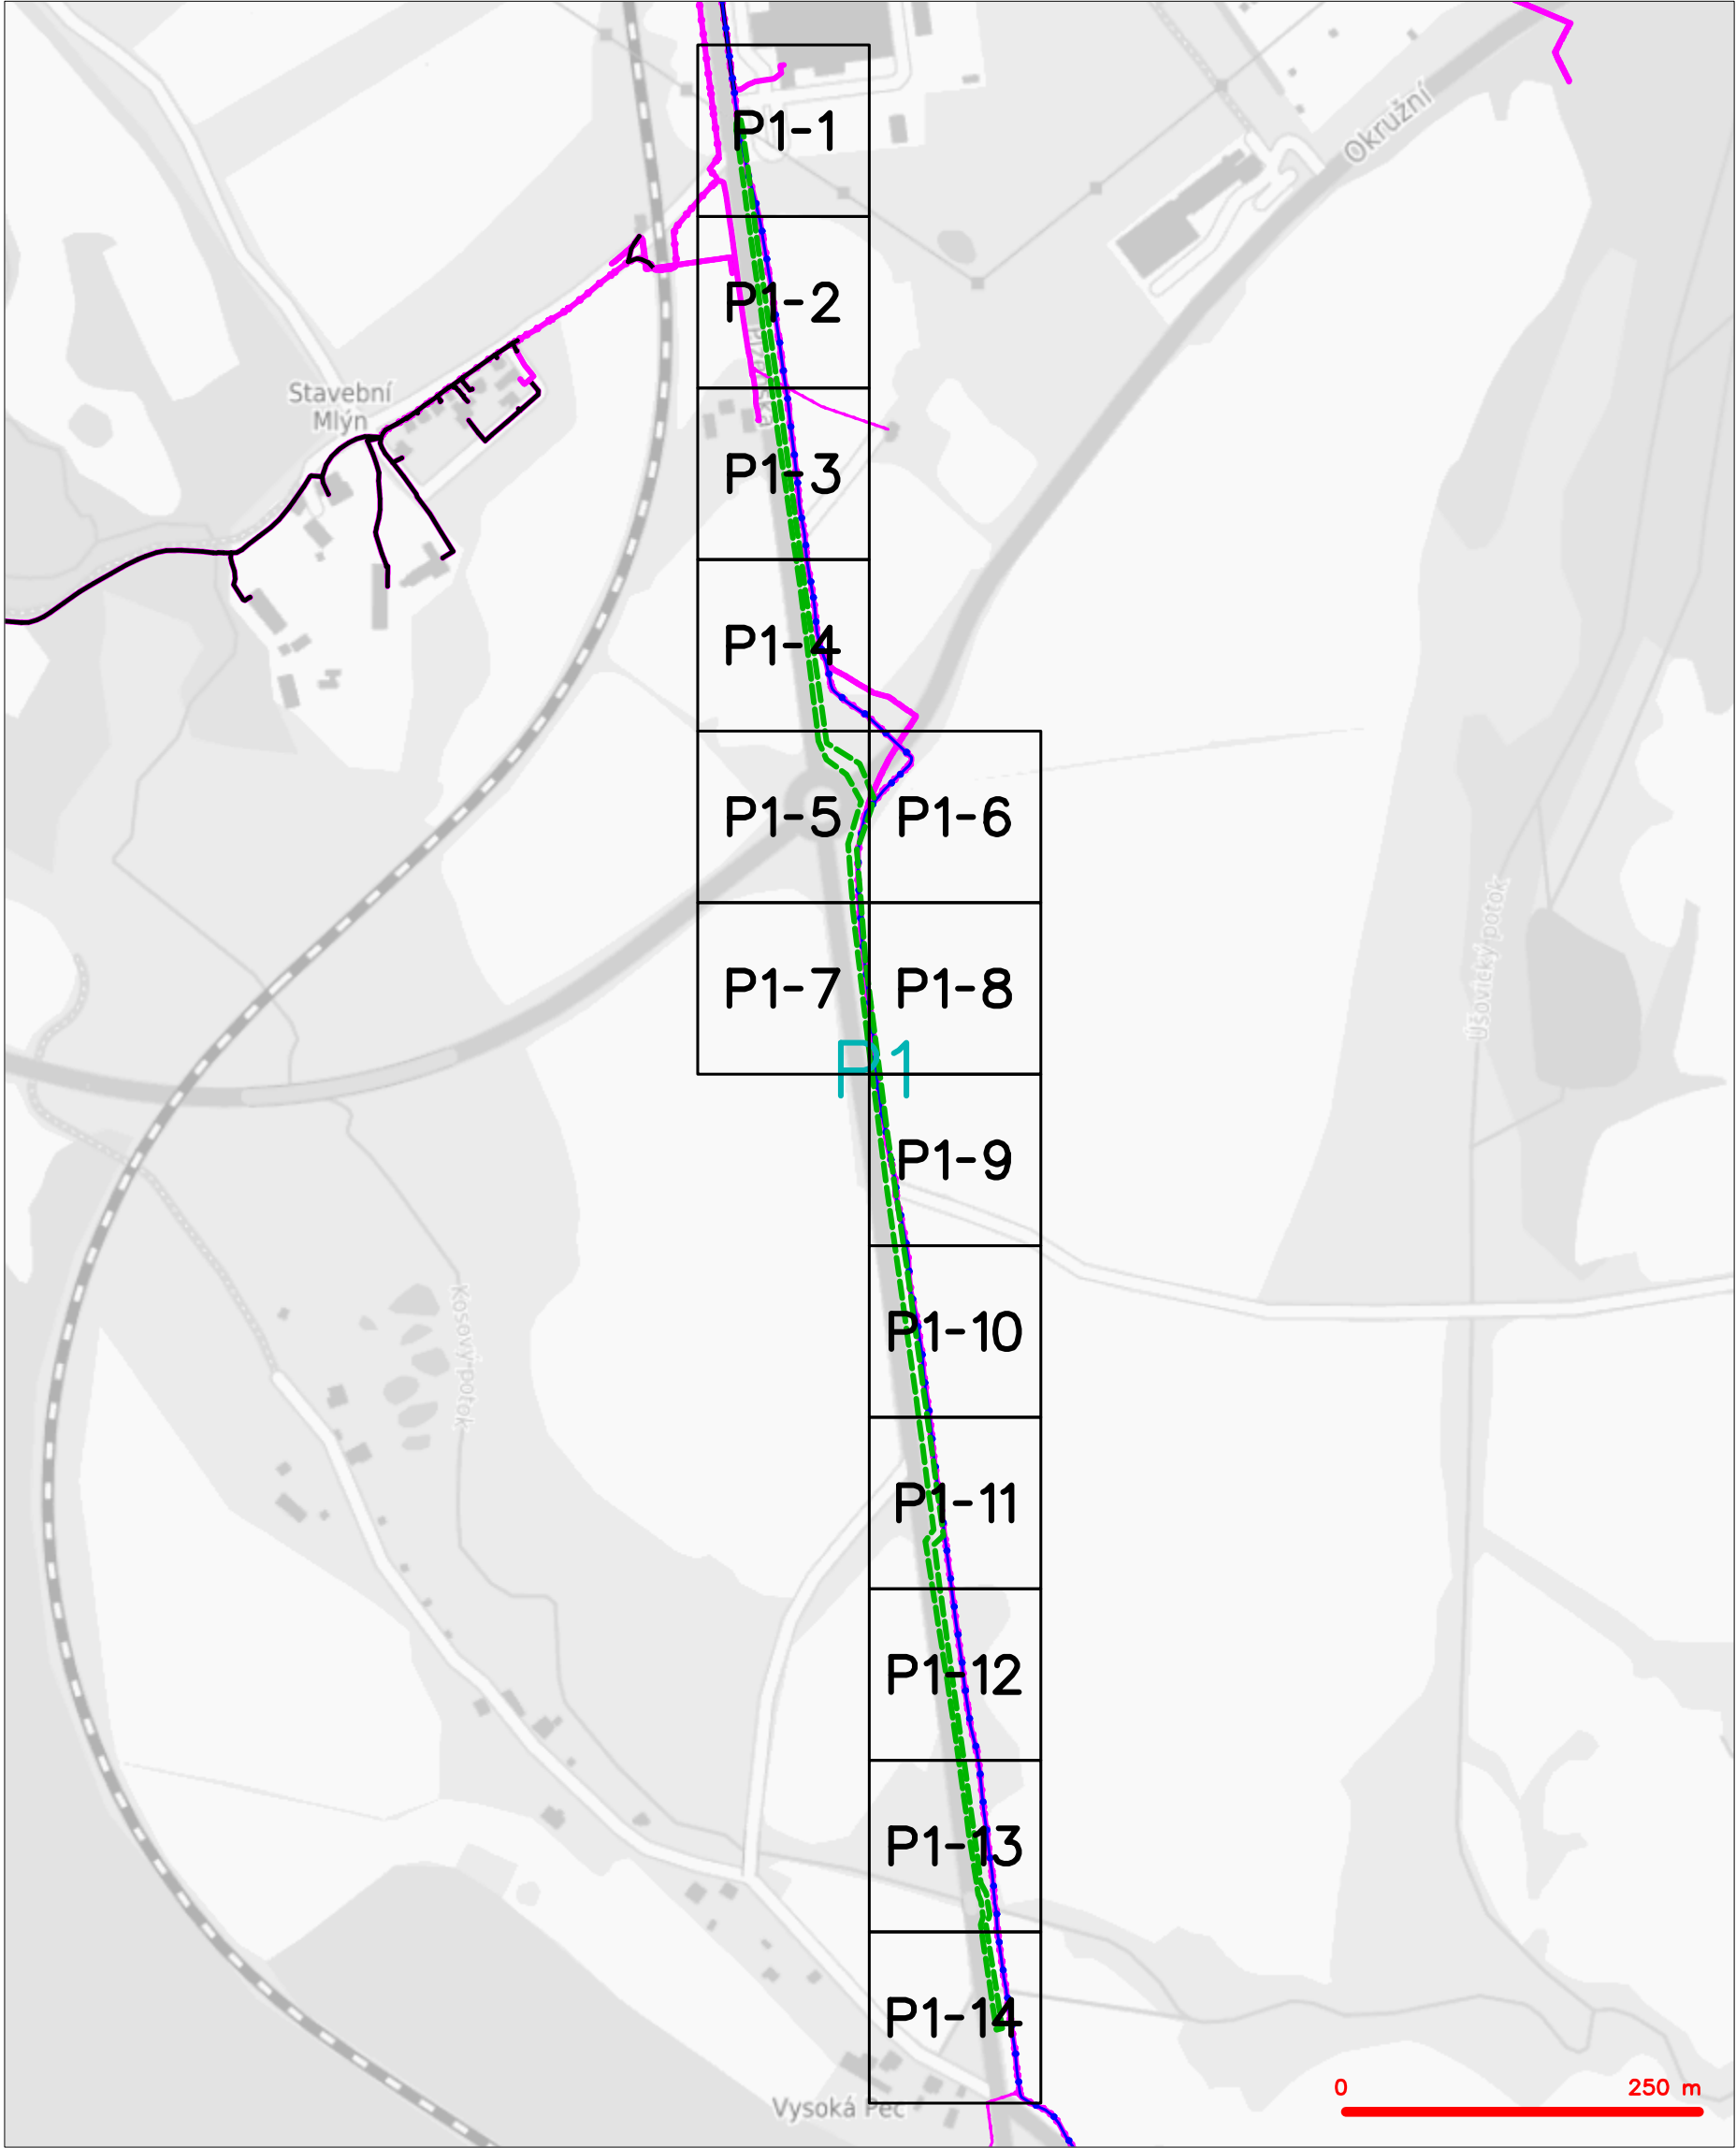 P1-1
Okružní
P1-2
Stavební
Mlýn
P1-3
P1-4
P1-5
P1-6
P1-7
P1-8
Úšovický potok
P1
P1-9
P1-10
Kosový potok
P1-11
P1-12
P1-13
P1-14
Vysoká Pec
0
250 m